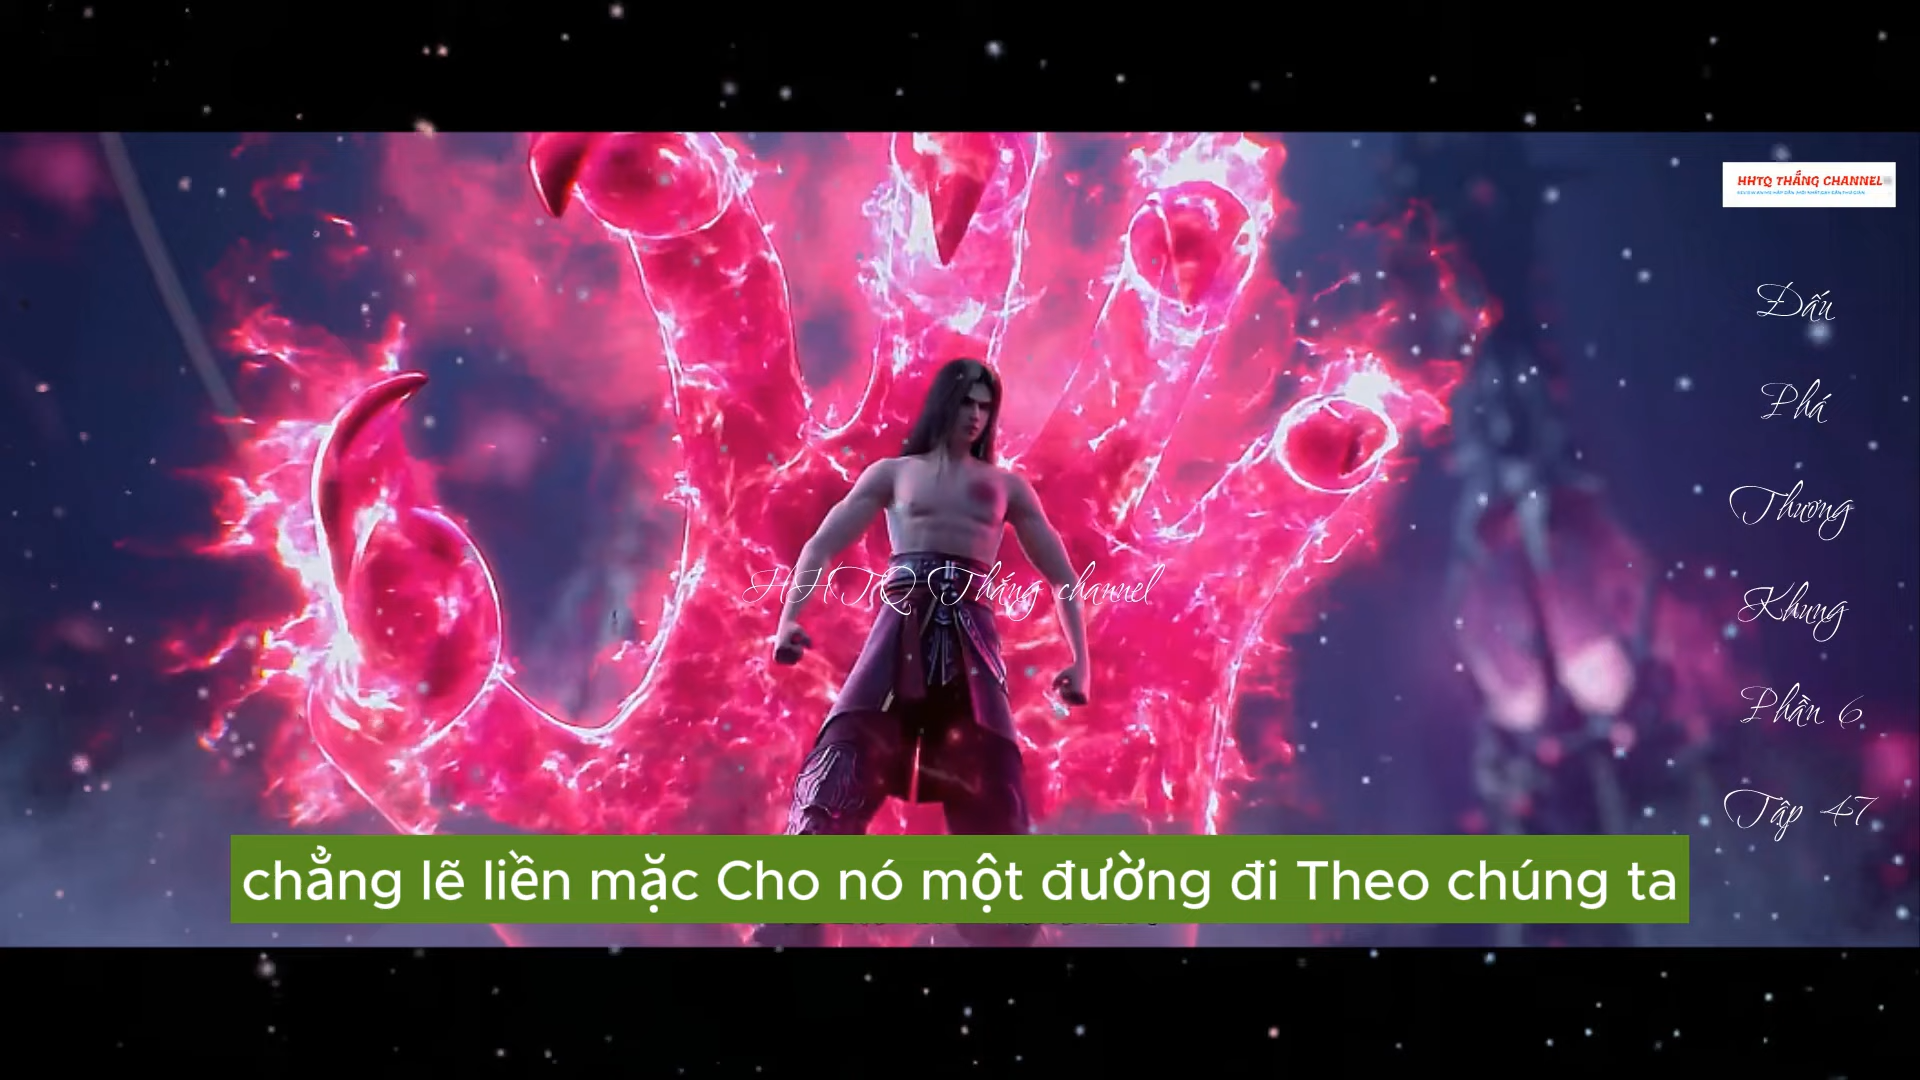 HHTQ THẮNG CHANNEL
Đấu
Phá
Thương
Khung
HHTQ Thắng channel
Phần 6
Tập 47
chẳng lẽ liền mặc Cho nó một đường đi Theo chúng ta